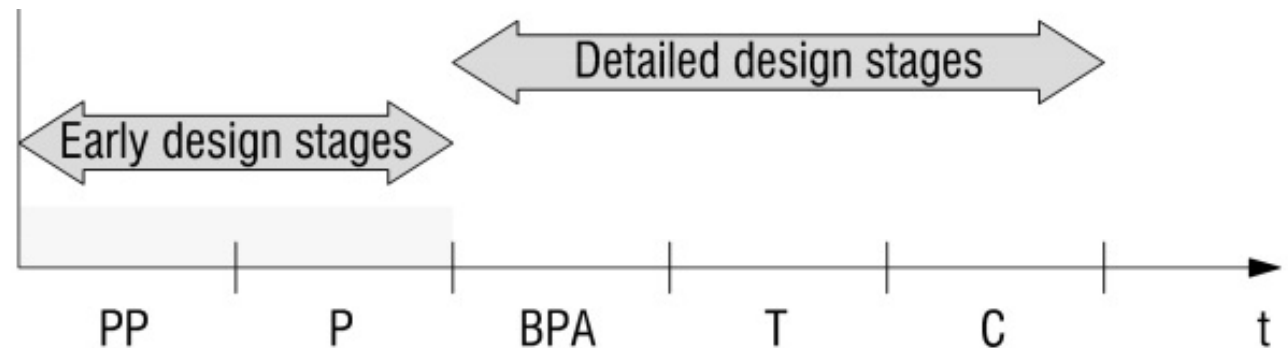 Detailed design stages
Early design stages
PP P BPA T C t